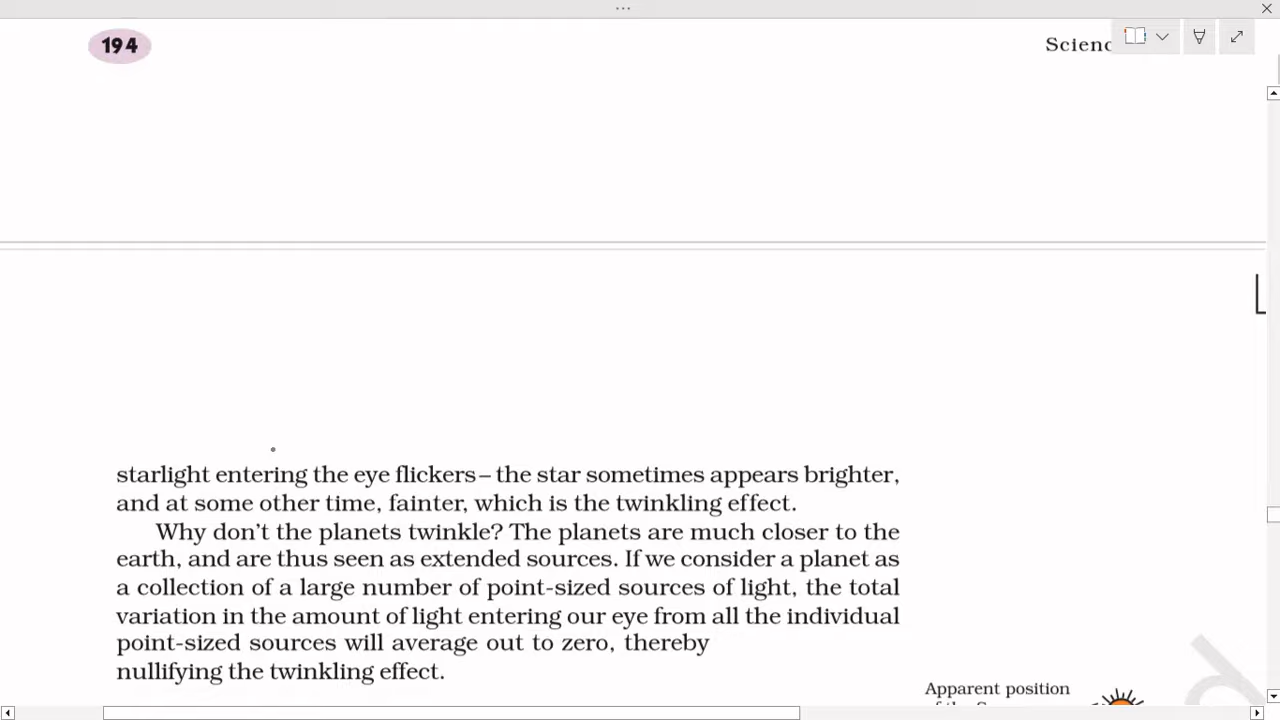 194
Scienc
starlight entering the eye flickers – the star sometimes appears brighter,
and at some other time, fainter, which is the twinkling effect.
Why don't the planets twinkle? The planets are much closer to the
earth, and are thus seen as extended sources. If we consider a planet as
a collection of a large number of point-sized sources of light, the total
variation in the amount of light entering our eye from all the individual
point-sized sources will average out to zero, thereby
nullifying the twinkling effect.
Apparent position